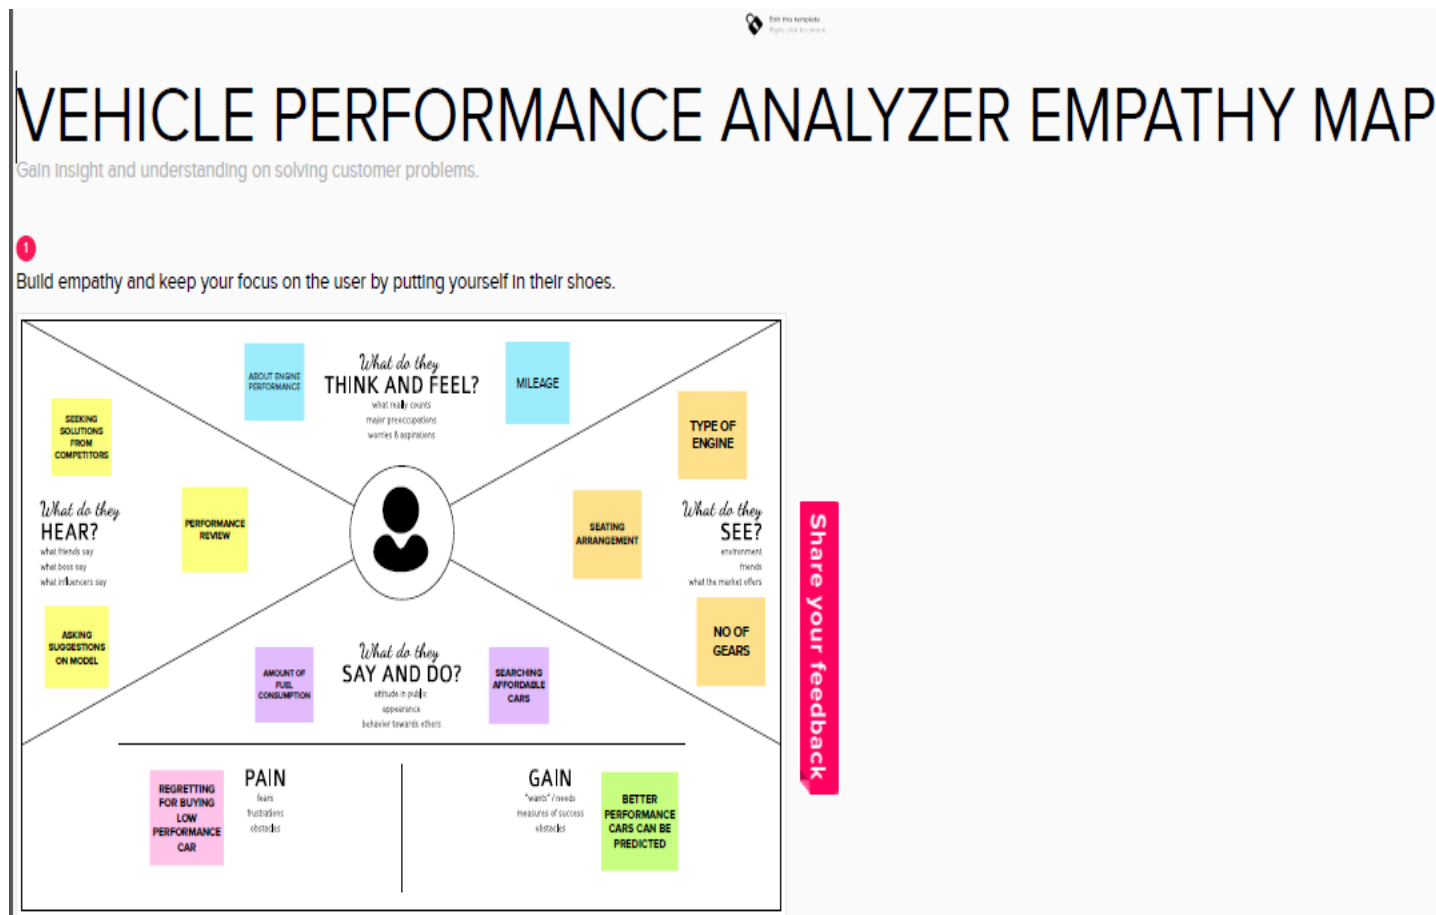 Edit this template
Right click to unlock
VEHICLE PERFORMANCE ANALYZER EMPATHY MAP
Gain insight and understanding on solving customer problems.
1
Build empathy and keep your focus on the user by putting yourself in their shoes.
ABOUT ENGINE
PERFORMANCE
What do they
THINK AND FEEL?
what really counts
major preoccupations
worries & aspirations
MILEAGE
SEEKING
SOLUTIONS
FROM
COMPETITORS
TYPE OF
ENGINE
What do they
HEAR?
what friends say
what boss say
what influencers say
PERFORMANCE
REVIEW
SEATING
ARRANGEMENT
What do they
SEE?
environment
friends
what the market offers
ASKING
SUGGESTIONS
ON MODEL
NO OF
GEARS
AMOUNT OF
FUEL
CONSUMPTION
What do they
SAY AND DO?
attitude in public
appearance
behavior towards others
SEARCHING
AFFORDABLE
CARS
Share your feedback
REGRETTING
FOR BUYING
LOW
PERFORMANCE
CAR
PAIN
fears
frustrations
obstacles
GAIN
"wants" / needs
measures of success
obstacles
BETTER
PERFORMANCE
CARS CAN BE
PREDICTED